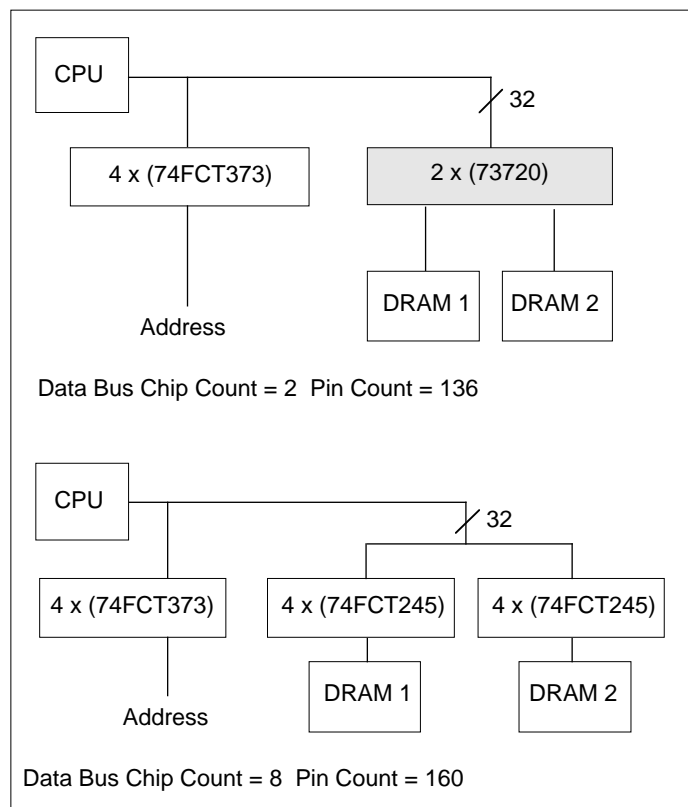 CPU
32
4 x (74FCT373)
2 x (73720)
DRAM 1
DRAM 2
Address
Data Bus Chip Count = 2 Pin Count = 136
CPU
32
4 x (74FCT373)
4 x (74FCT245)
4 x (74FCT245)
DRAM 1
DRAM 2
Address
Data Bus Chip Count = 8 Pin Count = 160